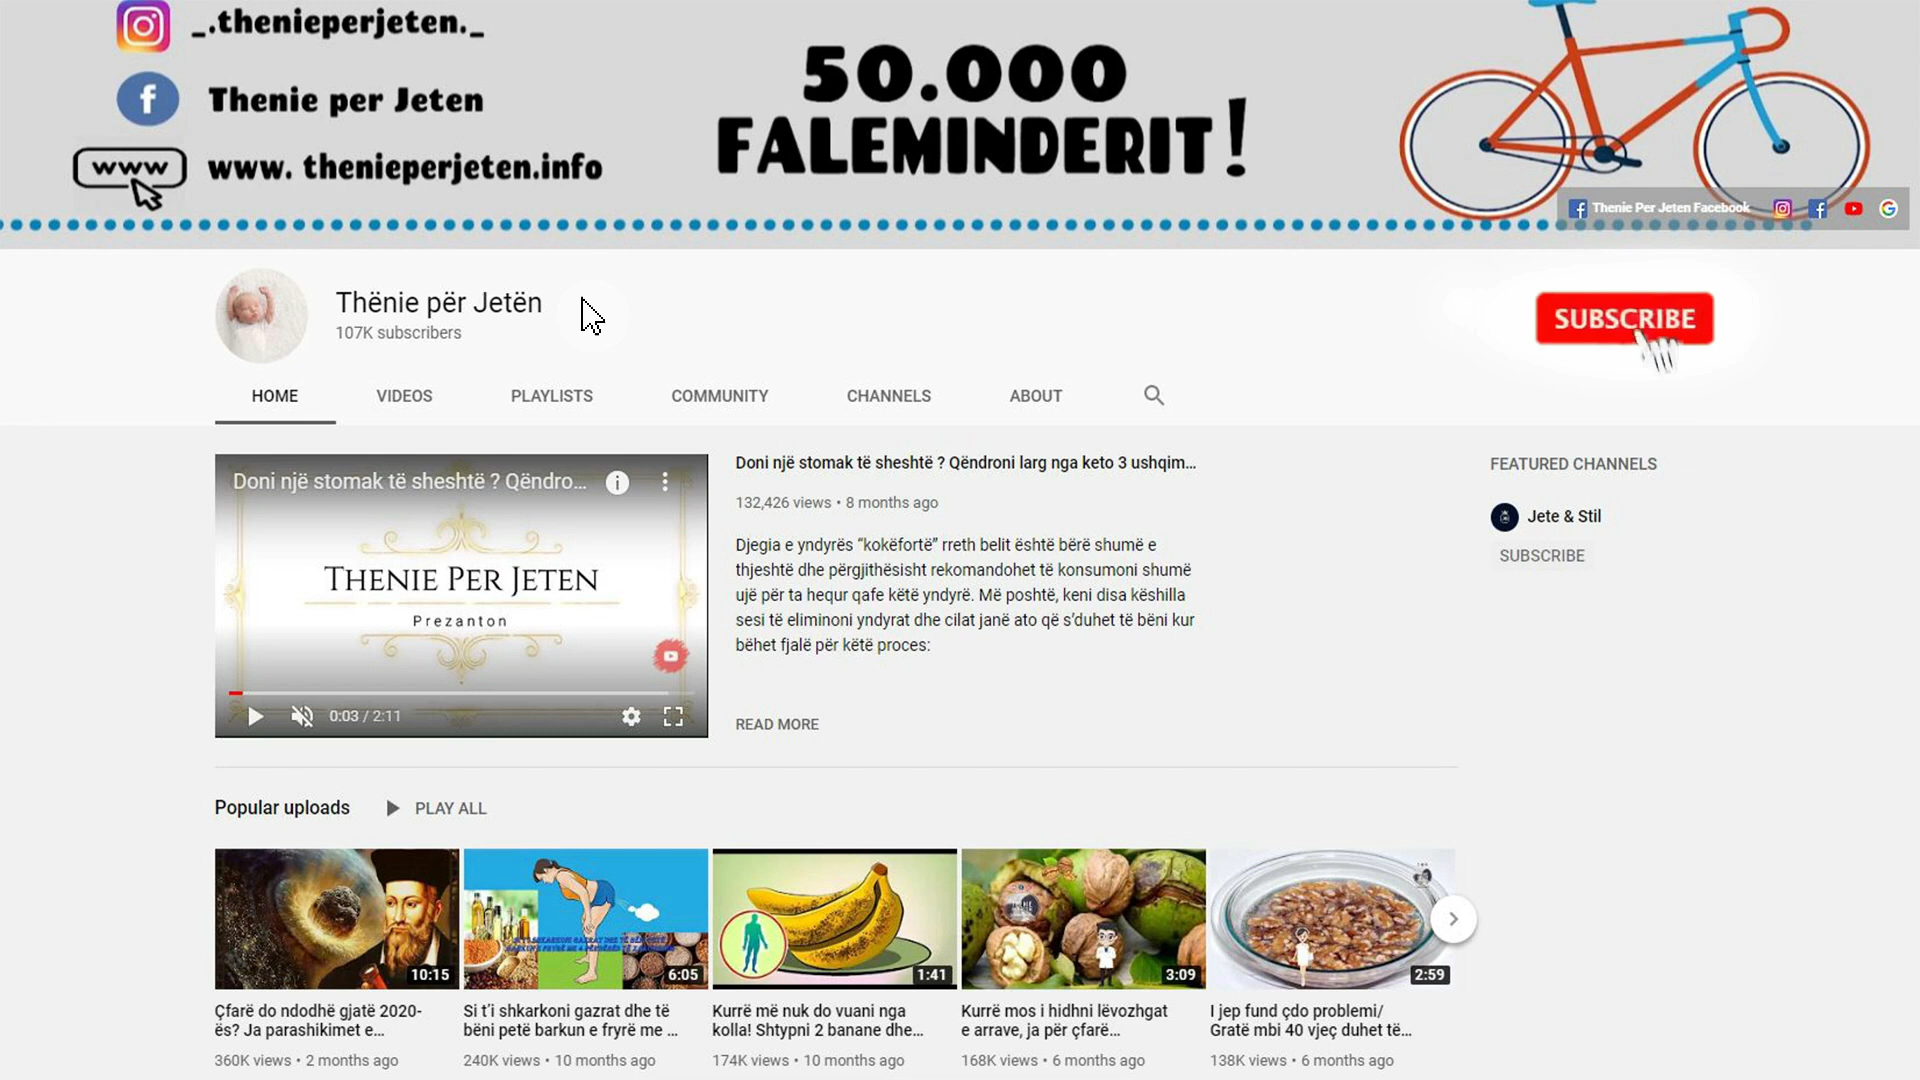 _.thenieperjeten._
Thenie per Jeten
www
www. thenieperjeten.info
50.000
FALEMINDERIT!
Thenie Per Jeten Facebook
Thënie për Jetën
107K subscribers
SUBSCRIBE
HOME
VIDEOS
PLAYLISTS
COMMUNITY
CHANNELS
ABOUT
Doni një stomak të sheshtë ? Qëndro...
THENIE PER JETEN
Prezanton
0:03 / 2:11
Doni një stomak të sheshtë ? Qëndroni larg nga keto 3 ushqim...
132,426 views • 8 months ago
Djegia e yndyrës “kokëfortë” rreth belit është bërë shumë e
thjeshtë dhe përgjithësisht rekomandohet të konsumoni shumë
ujë për ta hequr qafe këtë yndyrë. Më poshtë, keni disa këshilla
sesi të eliminoni yndyrat dhe cilat janë ato që s’duhet të bëni kur
bëhet fjalë për këtë proces:
READ MORE
FEATURED CHANNELS
Jete & Stil
SUBSCRIBE
Popular uploads
PLAY ALL
10:15
6:05
1:41
3:09
2:59
Çfarë do ndodhë gjatë 2020-
ës? Ja parashikimet e...
360K views • 2 months ago
Si t’i shkarkoni gazrat dhe të
bëni petë barkun e fryrë me ...
240K views • 10 months ago
Kurrë më nuk do vuani nga
kolla! Shtypni 2 banane dhe...
174K views • 10 months ago
Kurrë mos i hidhni lëvozhgat
e arrave, ja për çfarë...
168K views • 6 months ago
I jep fund çdo problemi/
Gratë mbi 40 vjeç duhet të...
138K views • 6 months ago